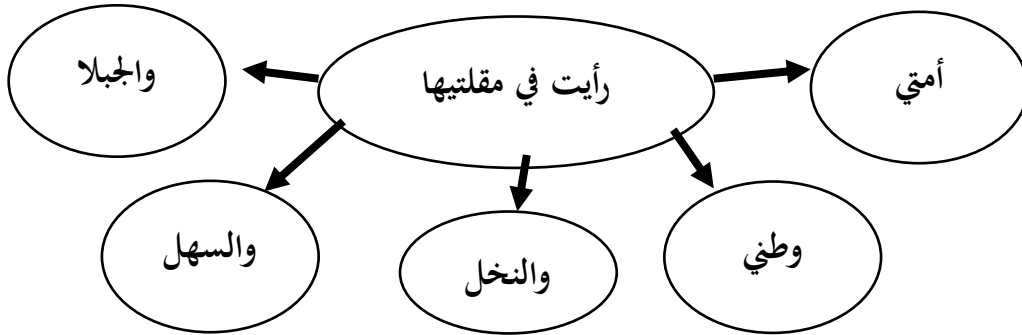 رأيت في مقلتيها
أمتي
وطني
والنخل
والسهل
والجبلا